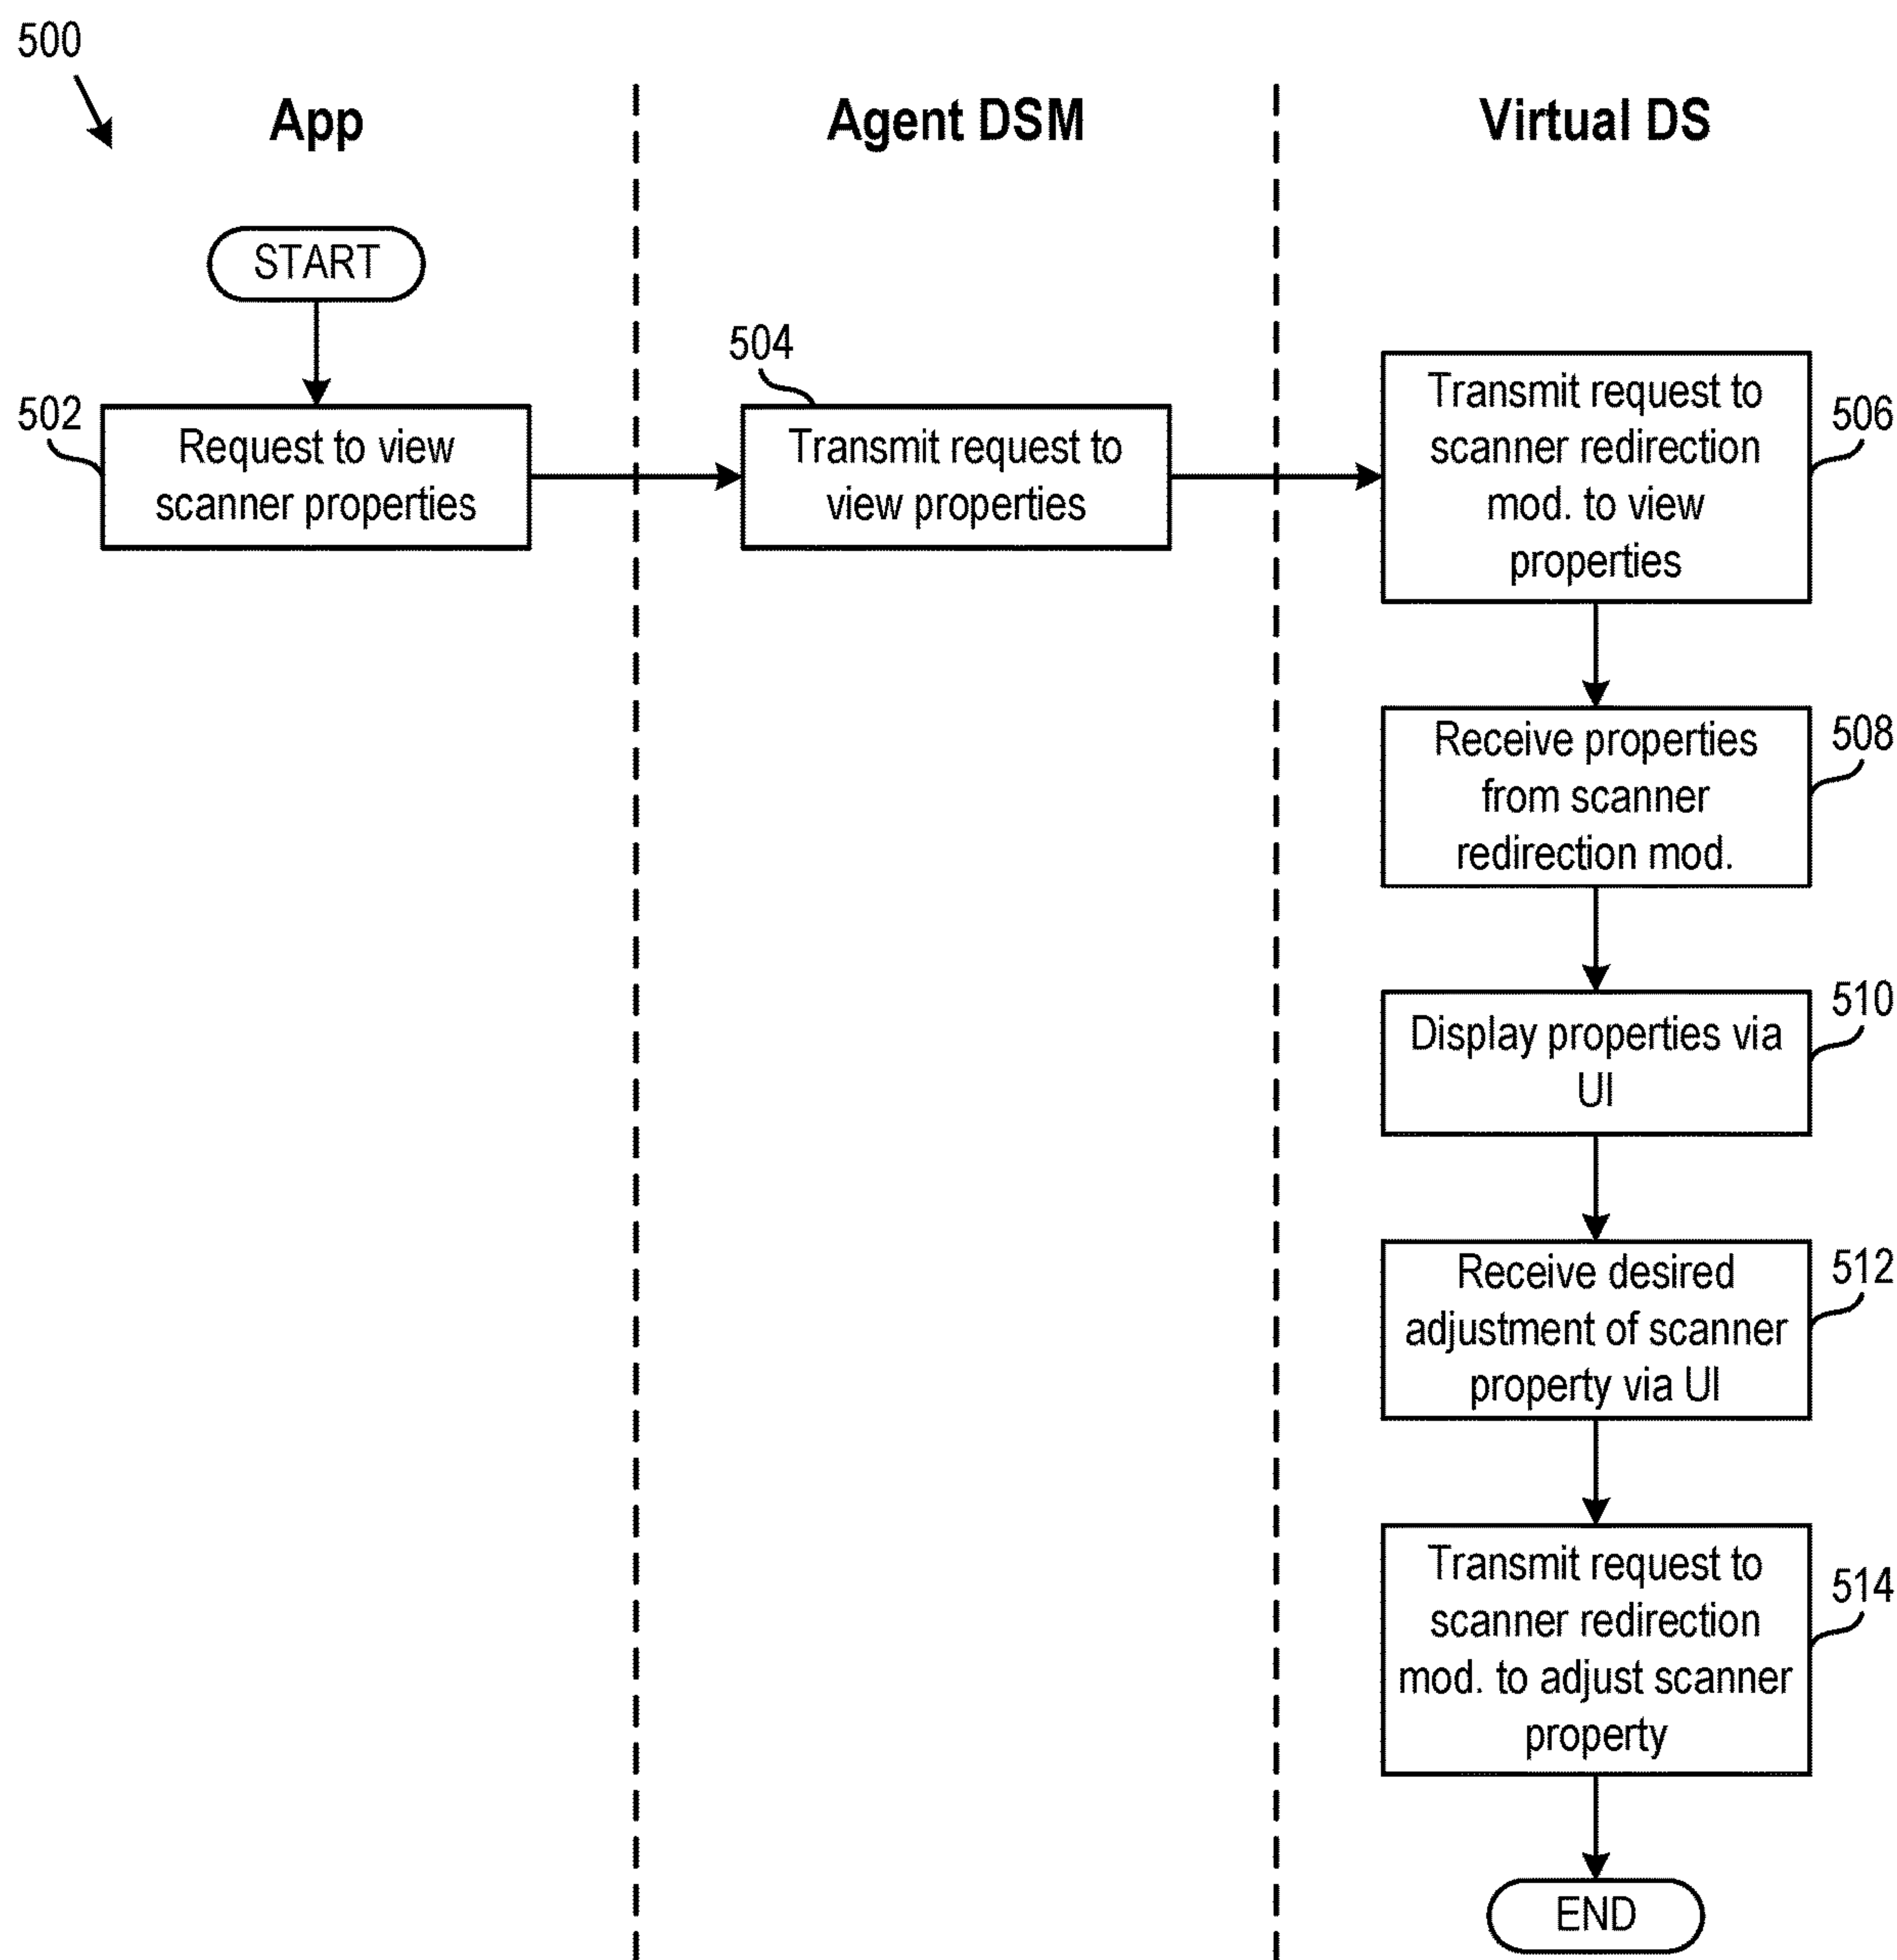 500
App
Agent DSM
Virtual DS
START
502
Request to view
scanner properties
504
Transmit request to
view properties
506
Transmit request to
scanner redirection
mod. to view
properties
508
Receive properties
from scanner
redirection mod.
510
Display properties via
UI
512
Receive desired
adjustment of scanner
property via UI
514
Transmit request to
scanner redirection
mod. to adjust scanner
property
END